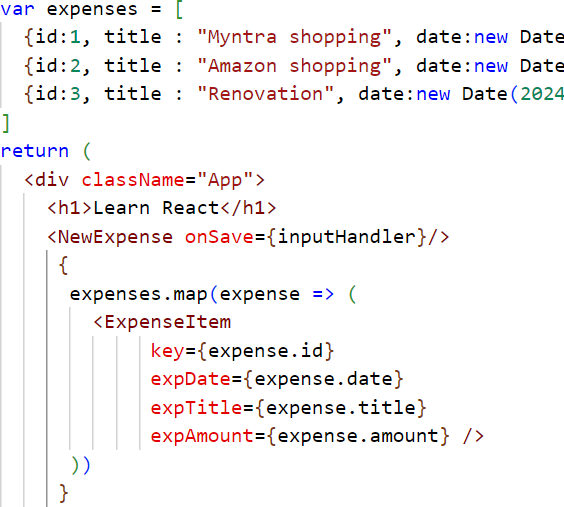 var expenses = [
{id:1, title : "Myntra shopping", date:new Date
{id:2, title : "Amazon shopping", date:new Date
{id:3, title : "Renovation", date:new Date(2024
]
return (
<div className="App">
<h1>Learn React</h1>
<NewExpense onSave={inputHandler}/>
{
expenses.map(expense => (
<ExpenseItem
key={expense.id}
expDate={expense.date}
expTitle={expense.title}
expAmount={expense.amount} />
))
}